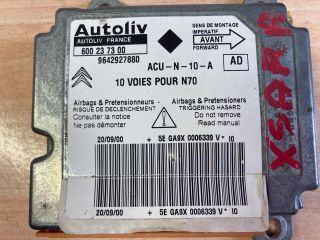 Autoliv
AUTOLIV FRANCE
600 23 73 00
9642927880
SENS DE MONTAGE
IMPERATIF
AVANT
FORWARD
ACU-N-10-A
AD
10 VOIES POUR N70
Airbags & Pretensionneurs
RISQUE DE DECLENCHEMENT
Consulter la notice
Ne pas démonter
Airbags & Pretensioners
TRIGGERING HAZARD
Do not remove
Read manual
20/09/00 + 5E GA9X 0006339 V* 10
20/09/00 + 5E GA9X 0006339 V* 10
XSARA